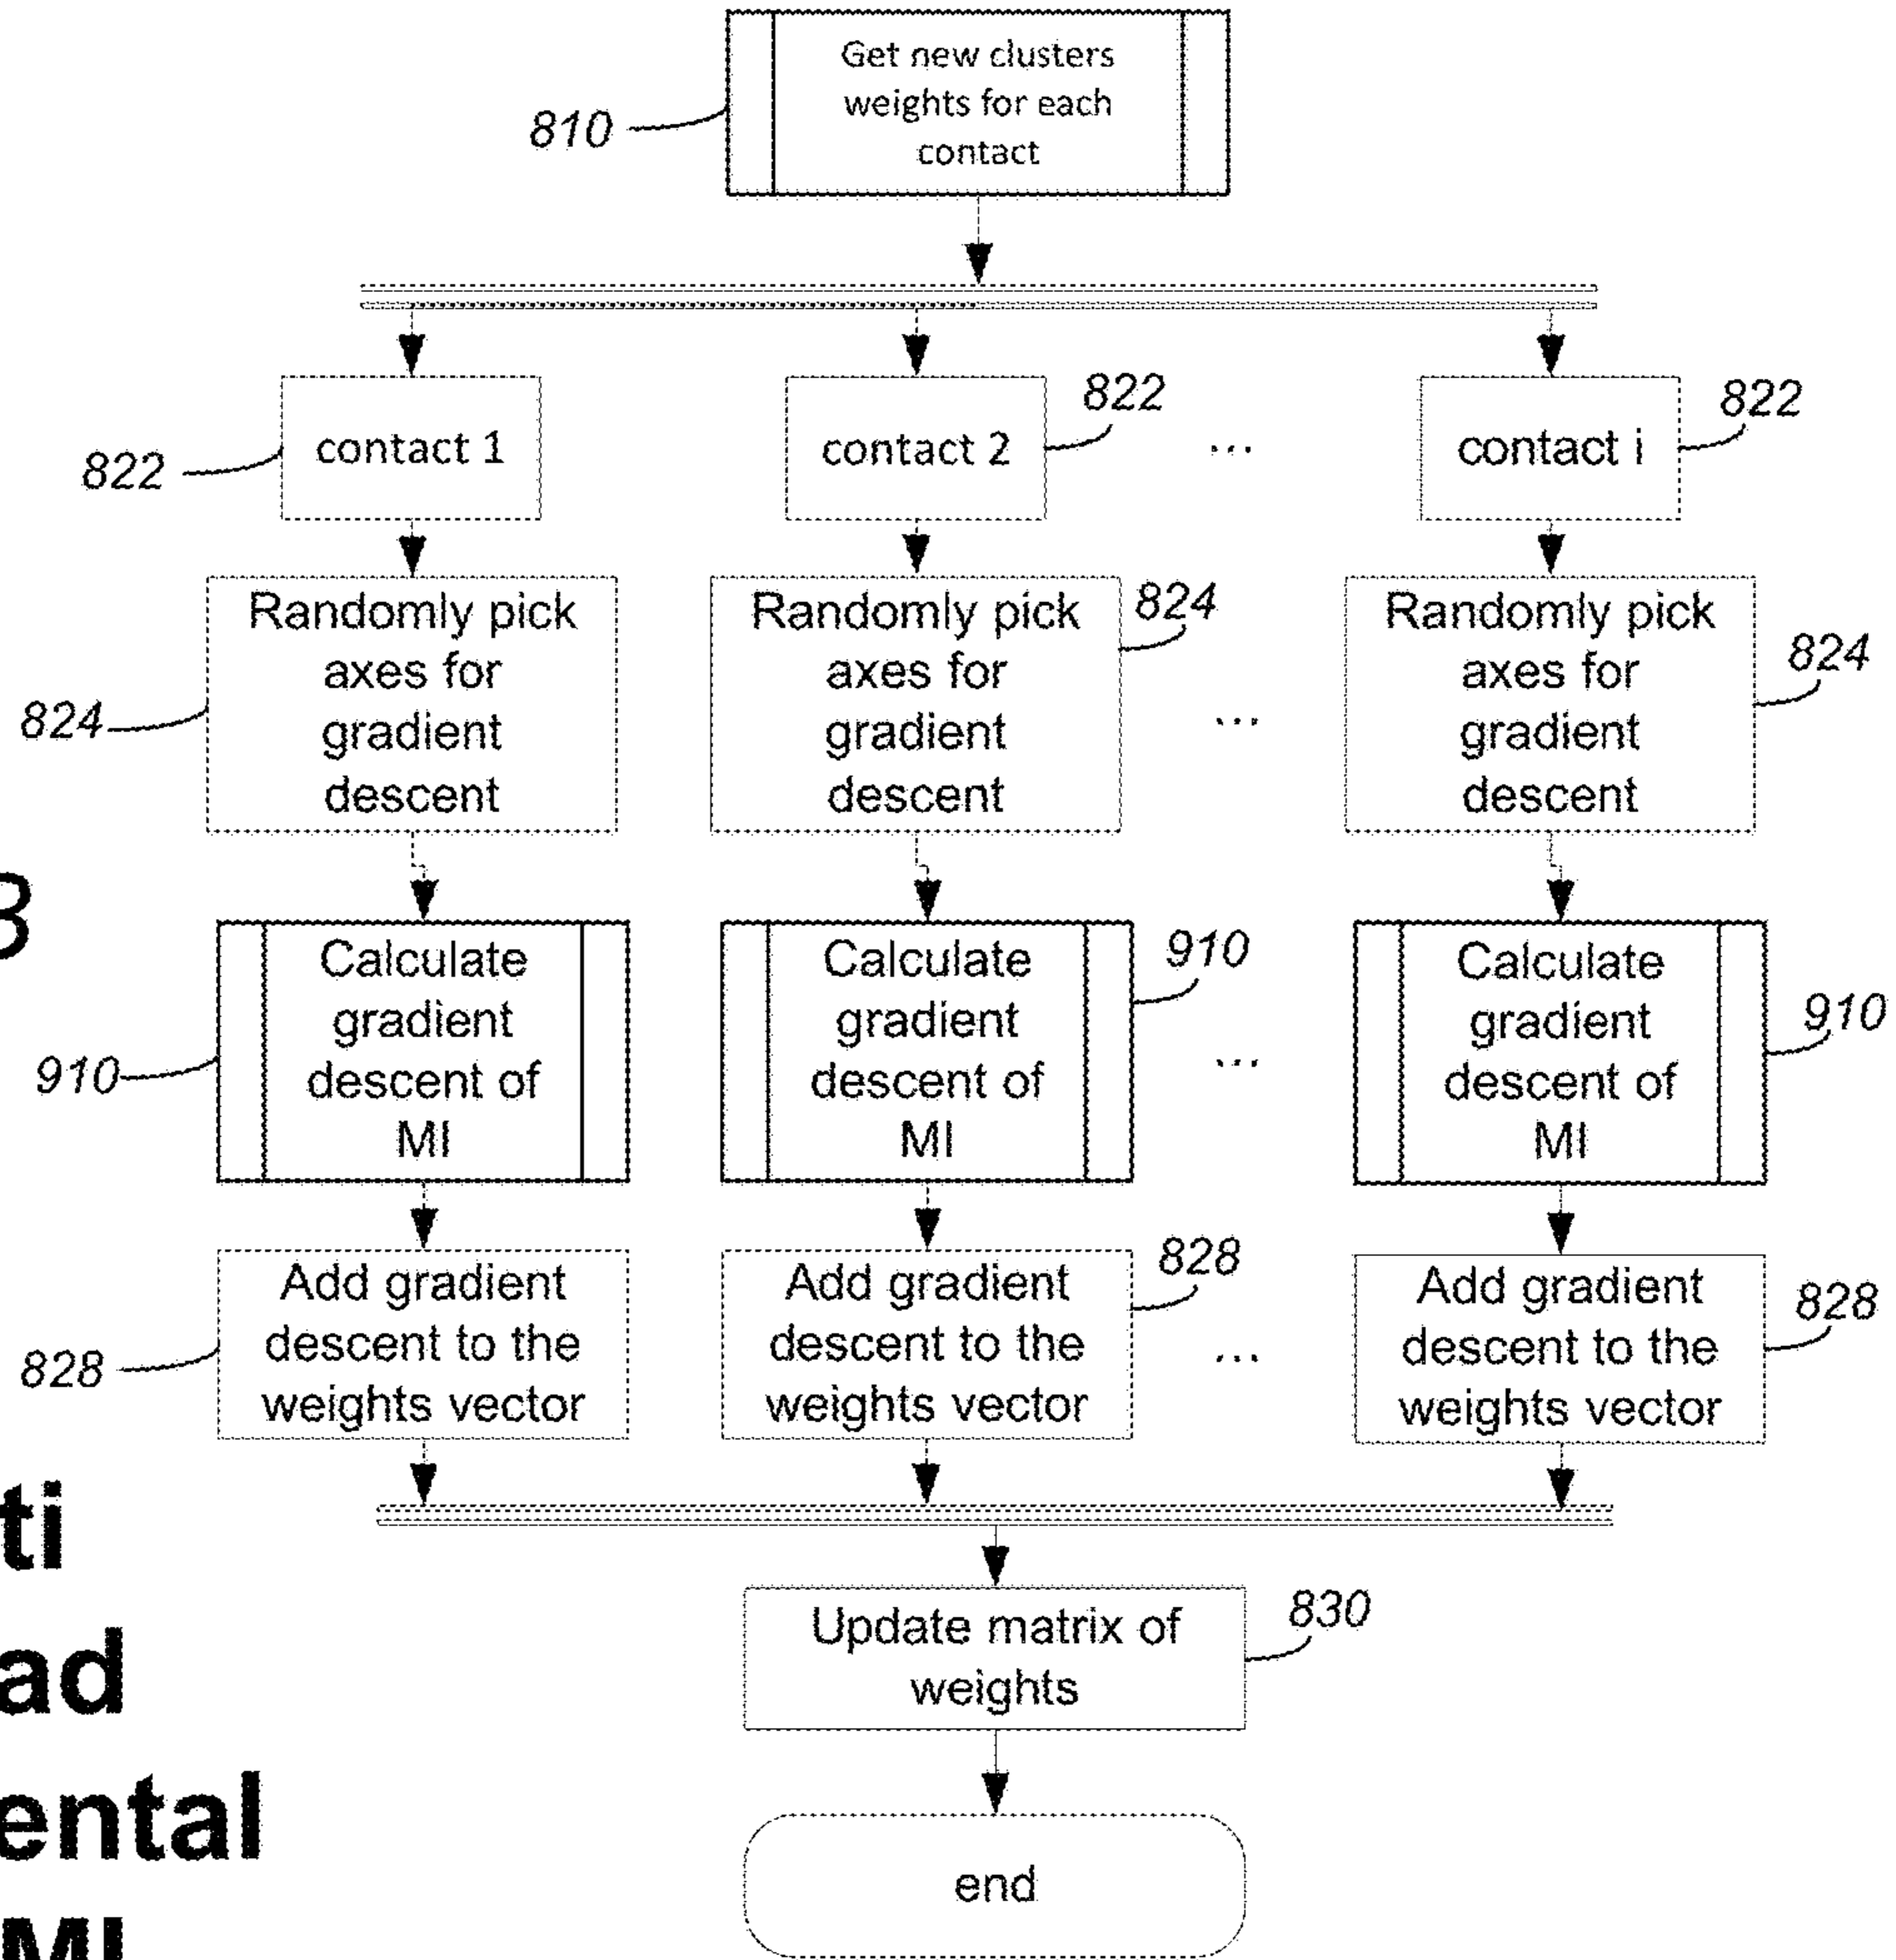 Get new clusters
weights for each
contact
810
contact 1
822
contact 2
822
...
contact i
822
Randomly pick
axes for
gradient
descent
824
Randomly pick
axes for
gradient
descent
824
...
Randomly pick
axes for
gradient
descent
824
Calculate
gradient
descent of
MI
910
Calculate
gradient
descent of
MI
910
...
Calculate
gradient
descent of
MI
910
Add gradient
descent to the
weights vector
828
Add gradient
descent to the
weights vector
828
...
Add gradient
descent to the
weights vector
828
Update matrix of
weights
830
end